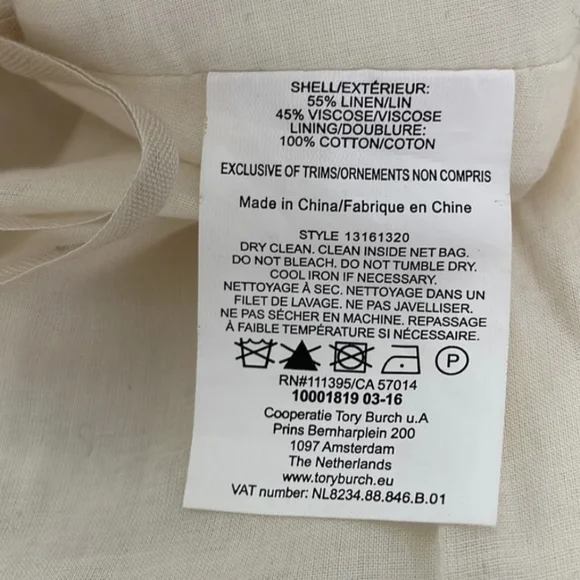 SHELL/EXTÉRIEUR:
55% LINEN/LIN
45% VISCOSE/VISCOSE
LINING/DOUBLURE:
100% COTTON/COTON
EXCLUSIVE OF TRIMS/ORNEMENTS NON COMPRIS
Made in China/Fabrique en Chine
STYLE 13161320
DRY CLEAN. CLEAN INSIDE NET BAG.
DO NOT BLEACH. DO NOT TUMBLE DRY.
COOL IRON IF NECESSARY.
NETTOYAGE À SEC. NETTOYAGE DANS UN
FILET DE LAVAGE. NE PAS JAVELLISER.
NE PAS SÉCHER EN MACHINE. REPASSAGE
À FAIBLE TEMPÉRATURE SI NÉCESSAIRE.
P
RN#111395/CA 57014
10001819 03-16
Cooperatie Tory Burch u.A
Prins Bernharplein 200
1097 Amsterdam
The Netherlands
www.toryburch.eu
VAT number: NL8234.88.846.B.01